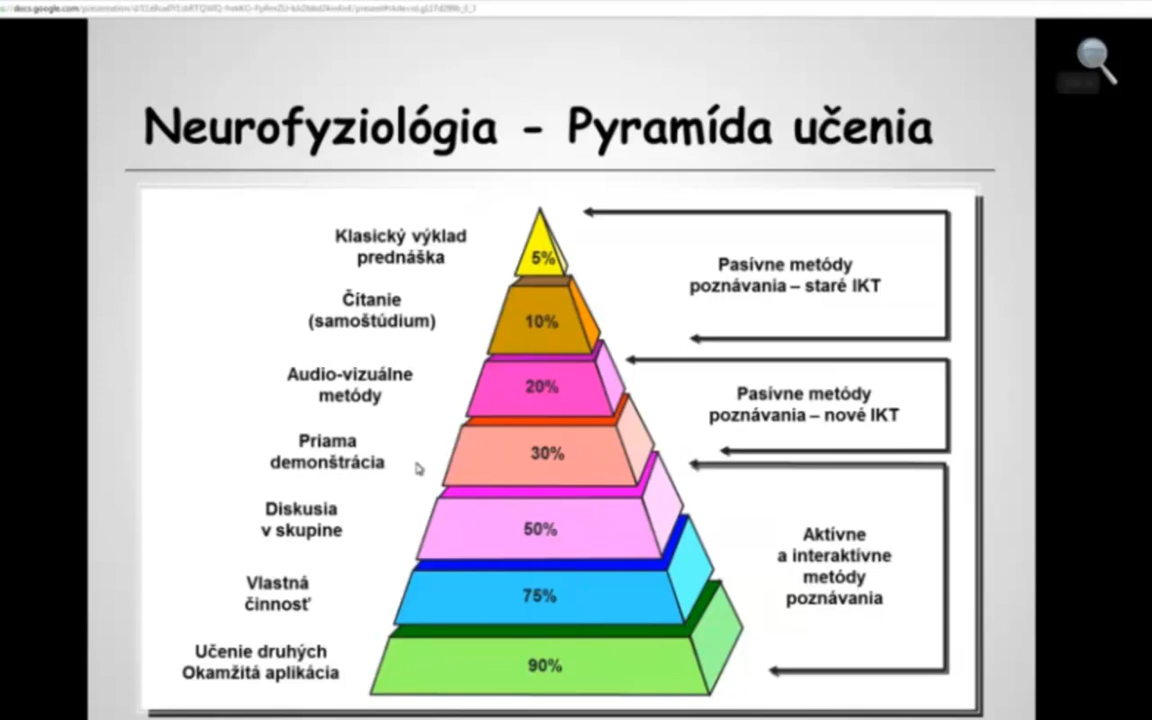 Neurofyziológia - Pyramída učenia
Klasický výklad
prednáška
5%
Čítanie
(samoštúdium)
10%
Audio-vizuálne
metódy
20%
Priama
demonštrácia
30%
Diskusia
v skupine
50%
Vlastná
činnosť
75%
Učenie druhých
Okamžitá aplikácia
90%
Pasívne metódy
poznávania – staré IKT
Pasívne metódy
poznávania – nové IKT
Aktívne
a interaktívne
metódy
poznávania